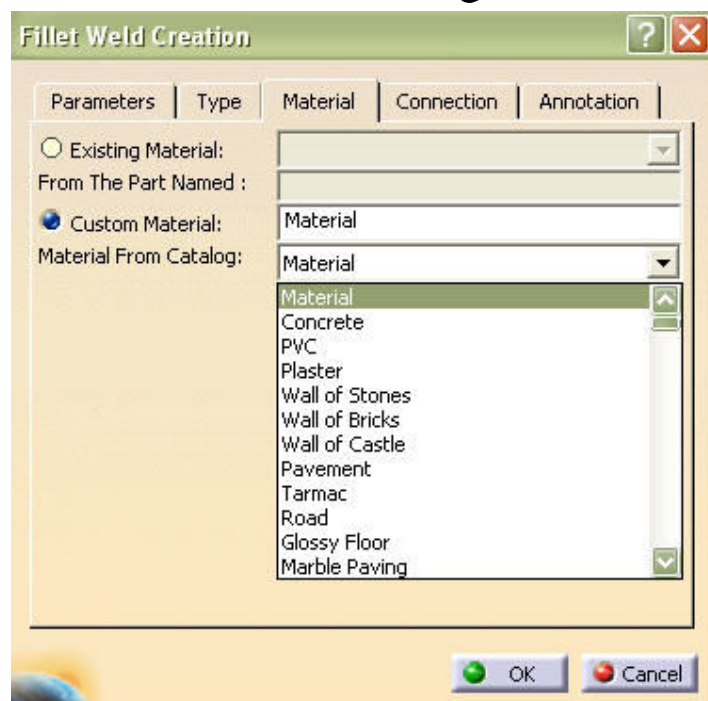 Fillet Weld Creation
Parameters Type Material Connection Annotation
Existing Material:
From The Part Named :
Custom Material: Material
Material From Catalog: Material
Material
Concrete
PVC
Plaster
Wall of Stones
Wall of Bricks
Wall of Castle
Pavement
Tarmac
Road
Glossy Floor
Marble Paving
OK Cancel